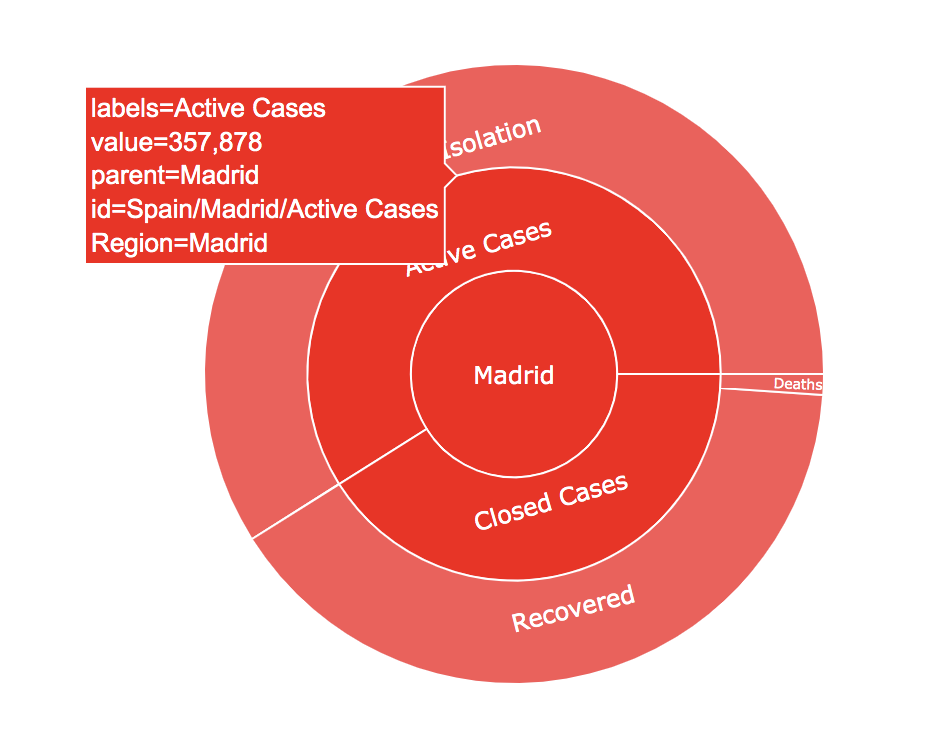 labels=Active Cases
value=357,878
parent=Madrid
id=Spain/Madrid/Active Cases
Region=Madrid
Isolation
Active Cases
Madrid
Deaths
Closed Cases
Recovered